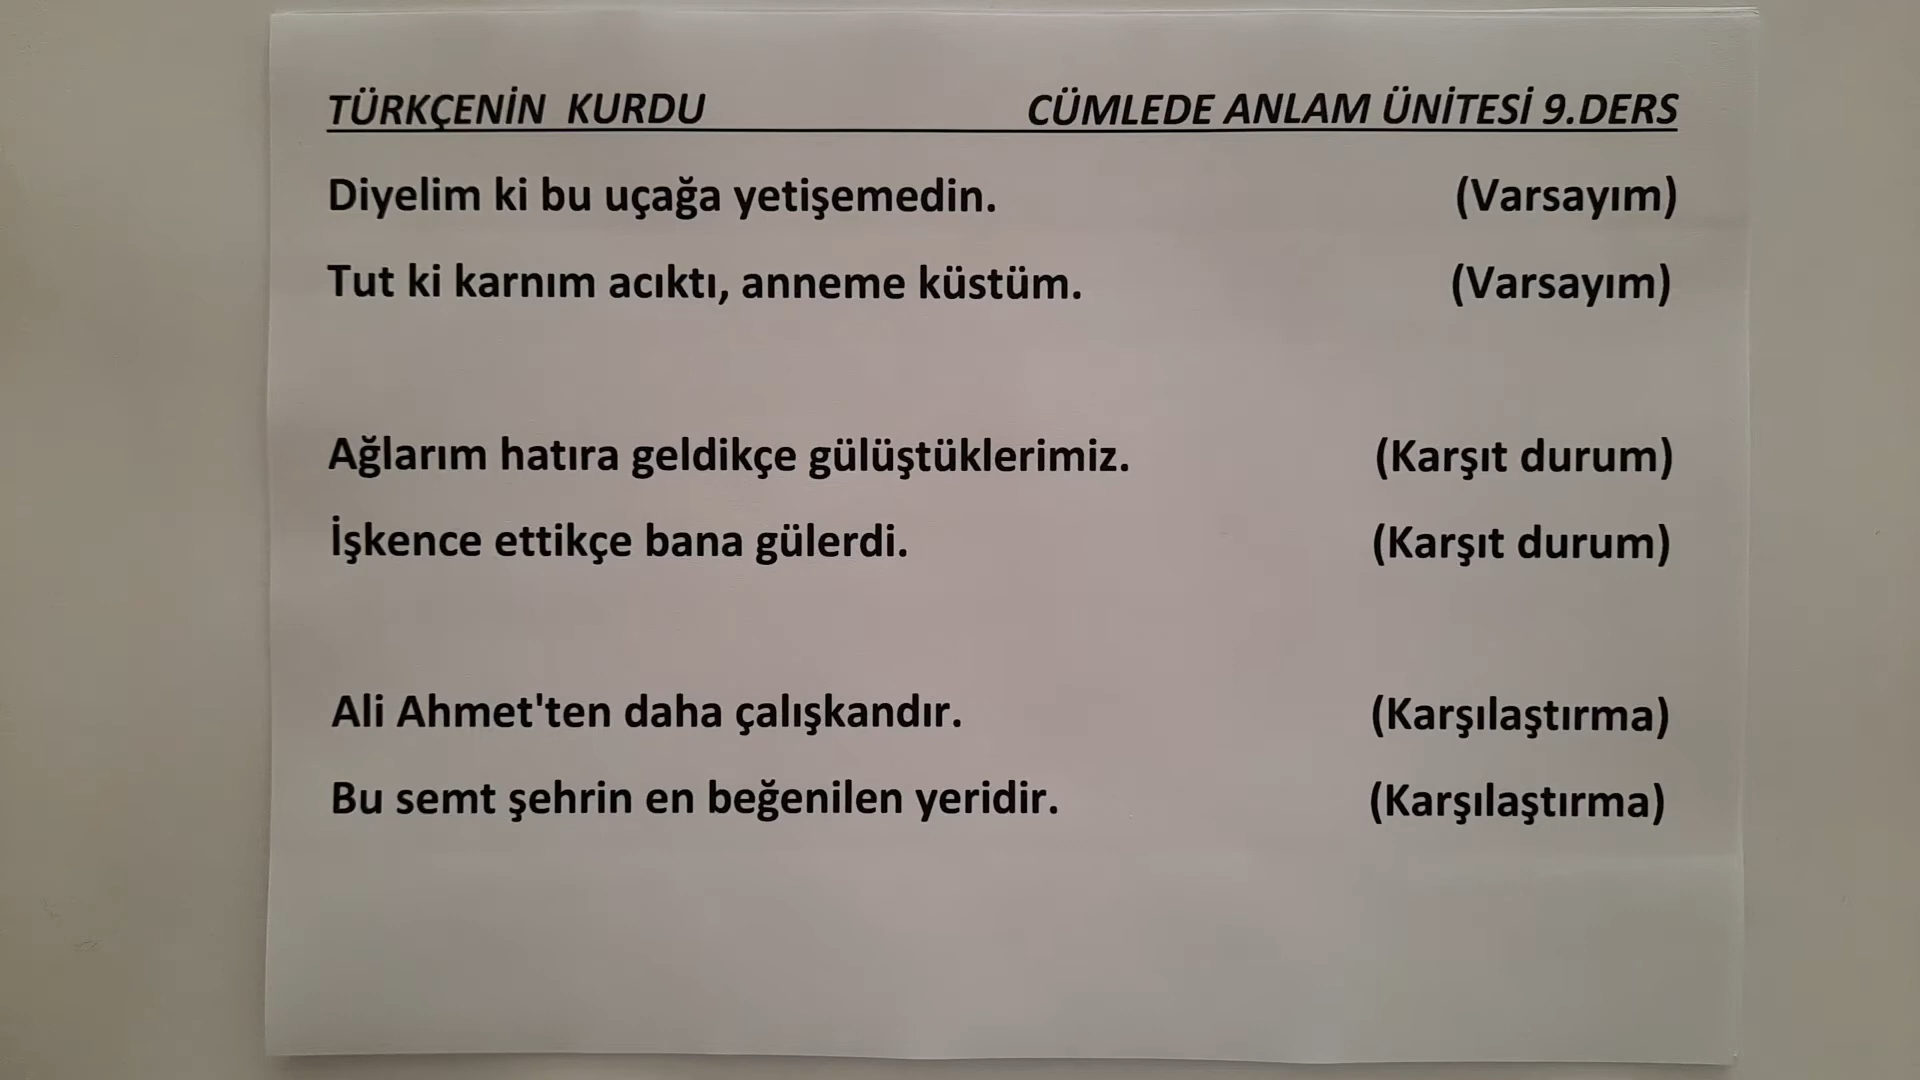 TÜRKÇENİN KURDU CÜMLEDE ANLAM ÜNİTESİ 9.DERS
Diyelim ki bu uçağa yetişemedin. (Varsayım)
Tut ki karnım acıktı, anneme küstüm. (Varsayım)
Ağlarım hatıra geldikçe gülüştüklerimiz. (Karşıt durum)
İşkence ettikçe bana gülerdi. (Karşıt durum)
Ali Ahmet'ten daha çalışkandır. (Karşılaştırma)
Bu semt şehrin en beğenilen yeridir. (Karşılaştırma)